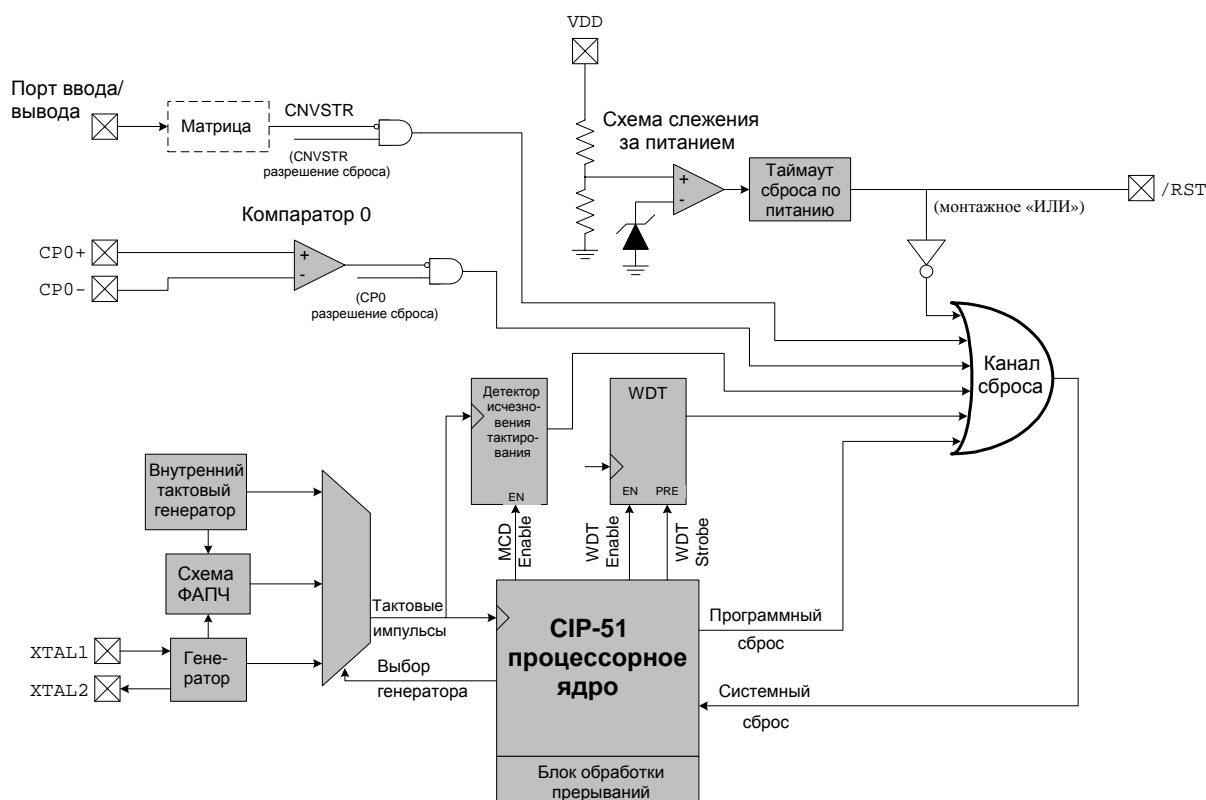 VDD
Порт ввода/
вывода
Матрица
CNVSTR
(CNVSTR
разрешение сброса)
Схема слежения
за питанием
+
-
Таймаут
сброса по
питанию
/RST
(монтажное «ИЛИ»)
Компаратор 0
CP0+
CP0-
+
-
(CP0
разрешение сброса)
Канал
сброса
Детектор
исчезно-
вения
тактиро-
вания
EN
WDT
EN PRE
Внутренний
тактовый
генератор
Схема
ФАПЧ
Гене-
ратор
XTAL1
XTAL2
MCD
Enable
WDT
Enable
WDT
Strobe
Тактовые
импульсы
Выбор
генератора
CIP-51
процессорное
ядро
Программный
сброс
Системный
сброс
Блок обработки
прерываний